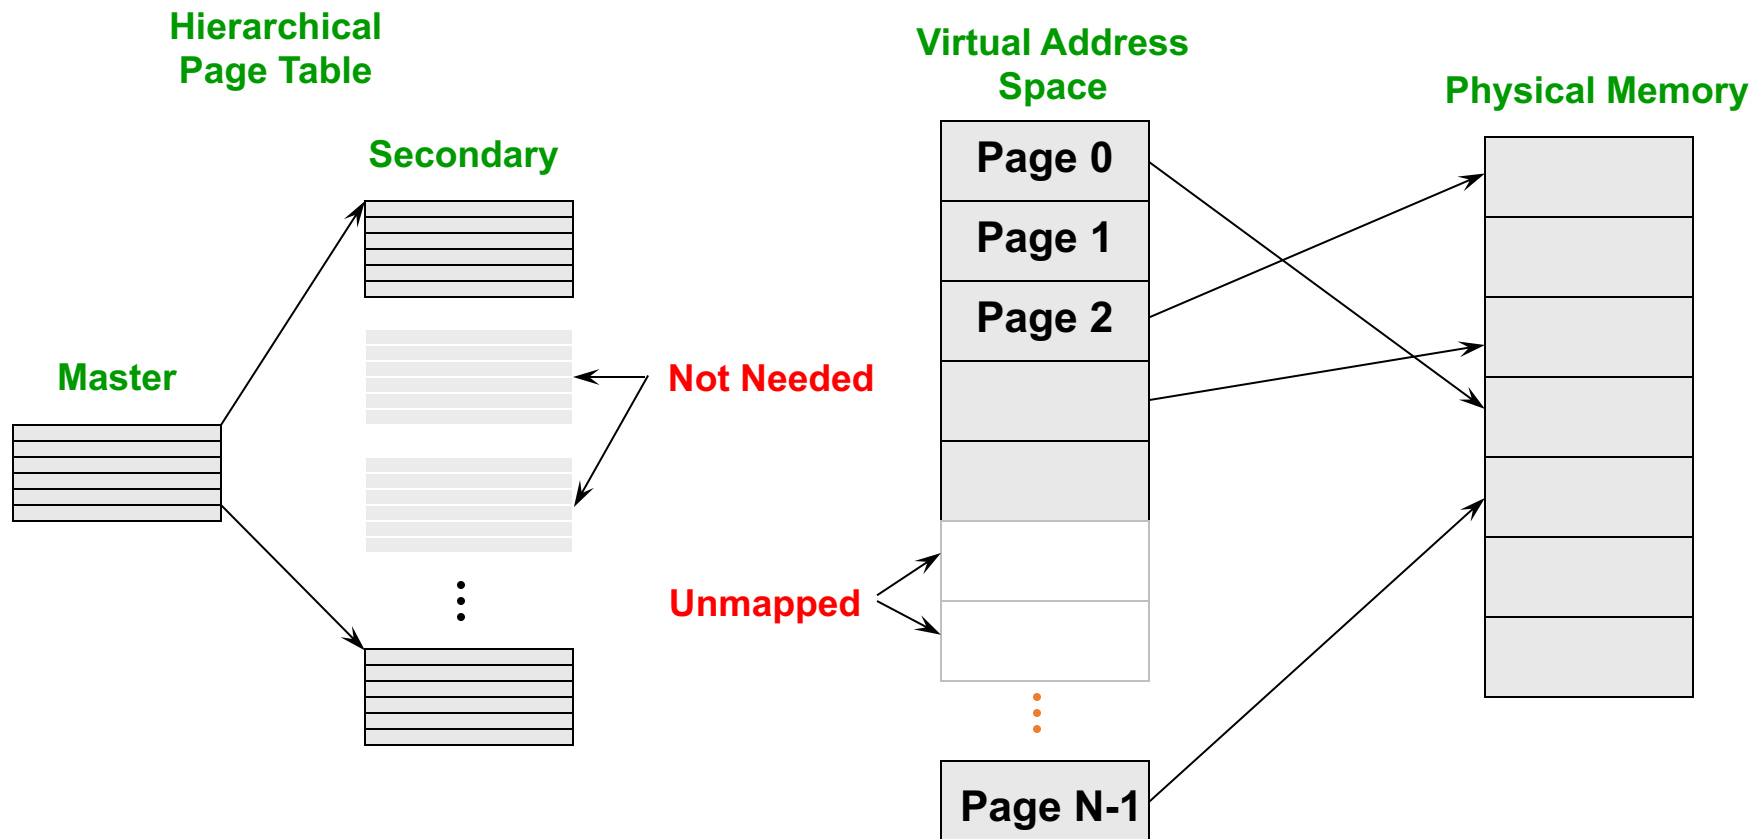 Hierarchical
Page Table
Secondary
Master
Not Needed
Unmapped
Virtual Address
Space
Page 0
Page 1
Page 2
Page N-1
Physical Memory